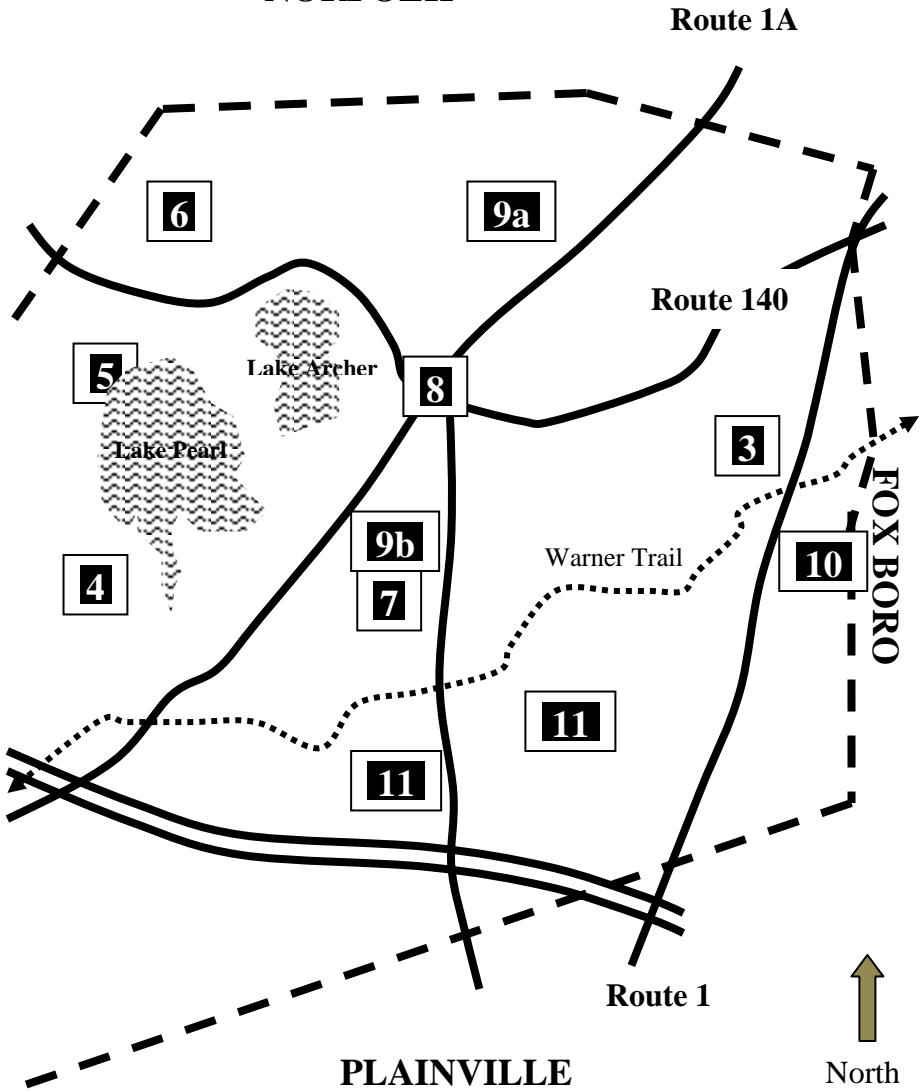 Route 1A
6
9a
Route 140
Lake Archer
5
8
Lake Pearl
3
FOX BORO
9b
Warner Trail
10
4
7
11
11
Route 1
PLAINVILLE
North